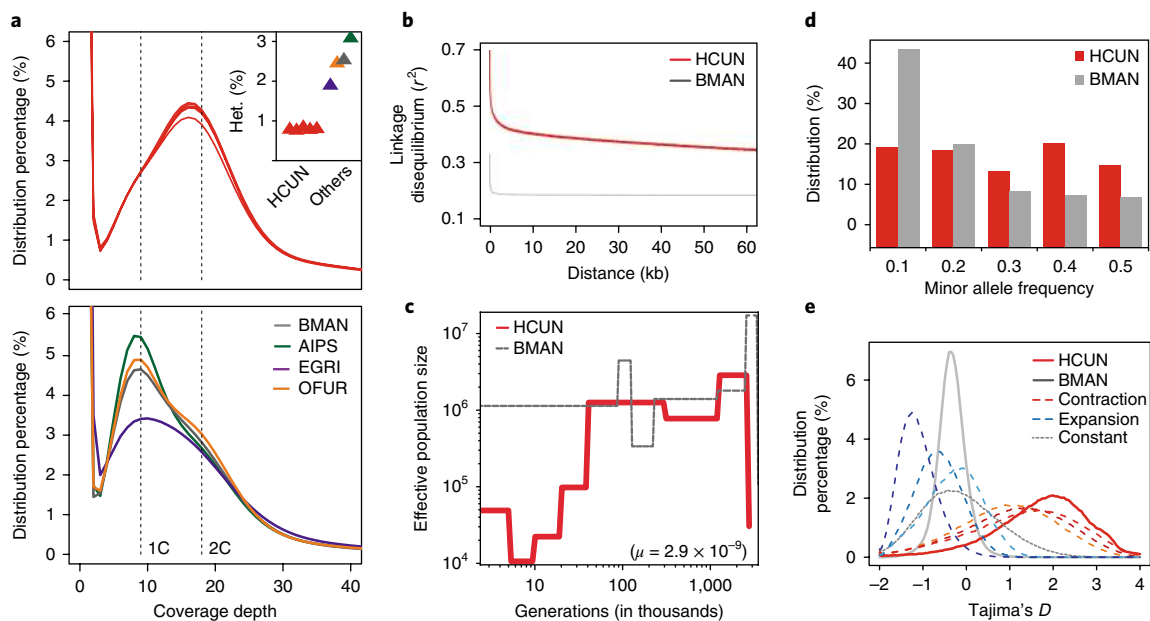 a
Distribution percentage (%)
6
5
4
3
2
1
0
Het. (%)
3
2
1
HCUN
Others
Distribution percentage (%)
6
5
4
3
2
1
0
BMAN
AIPS
EGRI
OFUR
1C
2C
0
10
20
30
40
Coverage depth
b
Linkage
disequilibrium (r²)
0.7
0.5
0.3
0.1
HCUN
BMAN
0
10
20
30
40
50
60
Distance (kb)
c
Effective population size
10⁷
10⁶
10⁵
10⁴
HCUN
BMAN
(μ = 2.9 × 10⁻⁹)
10
100
1,000
Generations (in thousands)
d
Distribution (%)
40
30
20
10
0
HCUN
BMAN
0.1
0.2
0.3
0.4
0.5
Minor allele frequency
e
Distribution
percentage (%)
6
4
2
0
HCUN
BMAN
Contraction
Expansion
Constant
−2
−1
0
1
2
3
4
Tajima's D